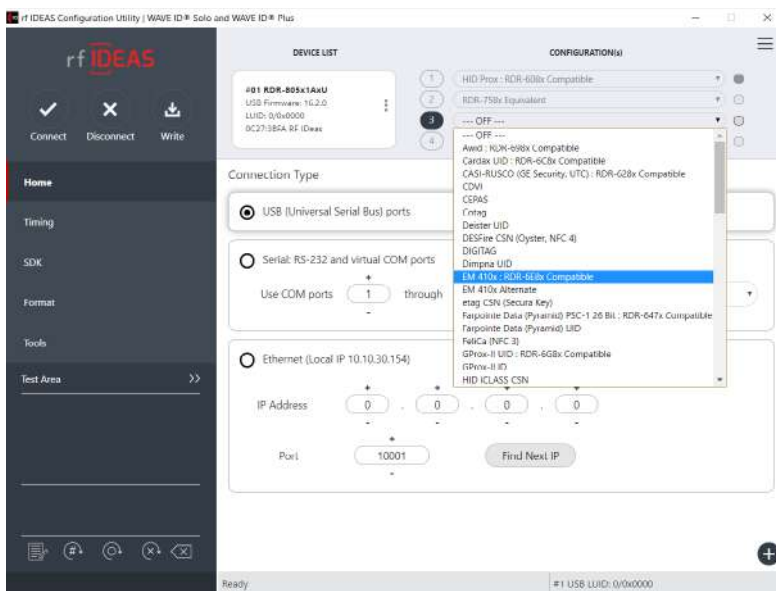 rf IDEAS Configuration Utility | WAVE ID® Solo and WAVE ID® Plus
rf IDEAS
Connect
Disconnect
Write
Home
Timing
SDK
Format
Tools
Test Area >>
DEVICE LIST
#01 RDR-805x1AxU
USB Firmware: 16.2.0
LUID: 0/0x0000
0C27:3BFA RF IDeas
CONFIGURATION(s)
1 HID Prox : RDR-608x Compatible
2 RDR-758x Equivalent
3 --- OFF ---
4
--- OFF ---
Awid : RDR-698x Compatible
Cardax UID : RDR-6C8x Compatible
CASI-RUSCO (GE Security, UTC) : RDR-628x Compatible
CDVI
CEPAS
Cotag
Deister UID
DESFire CSN (Oyster, NFC 4)
DIGITAG
Dimpna UID
EM 410x : RDR-6E8x Compatible
EM 410x Alternate
etag CSN (Secura Key)
Farpointe Data (Pyramid) PSC-1 26 Bit : RDR-647x Compatible
Farpointe Data (Pyramid) UID
FeliCa (NFC 3)
GProx-II UID : RDR-6G8x Compatible
GProx-II ID
HID iCLASS CSN
Connection Type
USB (Universal Serial Bus) ports
Serial: RS-232 and virtual COM ports
+
Use COM ports 1 through
-
Ethernet (Local IP 10.10.30.154)
+ + + +
IP Address 0 . 0 . 0 . 0
- - - -
+
Port 10001 Find Next IP
-
Ready
#1 USB LUID: 0/0x0000